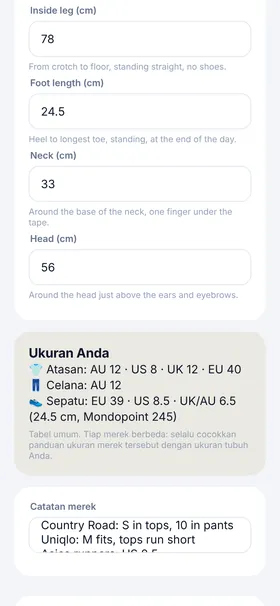 Inside leg (cm)
78
From crotch to floor, standing straight, no shoes.
Foot length (cm)
24.5
Heel to longest toe, standing, at the end of the day.
Neck (cm)
33
Around the base of the neck, one finger under the
tape.
Head (cm)
56
Around the head just above the ears and eyebrows.
Ukuran Anda
👕 Atasan: AU 12 · US 8 · UK 12 · EU 40
👖 Celana: AU 12
👟 Sepatu: EU 39 · US 8.5 · UK/AU 6.5
(24.5 cm, Mondopoint 245)
Tabel umum. Tiap merek berbeda: selalu cocokkan
panduan ukuran merek tersebut dengan ukuran tubuh
Anda.
Catatan merek
Country Road: S in tops, 10 in pants
Uniqlo: M fits, tops run short